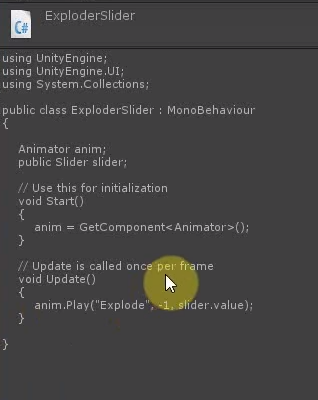 ExploderSlider
C#
using UnityEngine;
using UnityEngine.UI;
using System.Collections;
public class ExploderSlider : MonoBehaviour
{
Animator anim;
public Slider slider;
// Use this for initialization
void Start()
{
anim = GetComponent<Animator>();
}
// Update is called once per frame
void Update()
{
anim.Play("Explode", -1, slider.value);
}
}